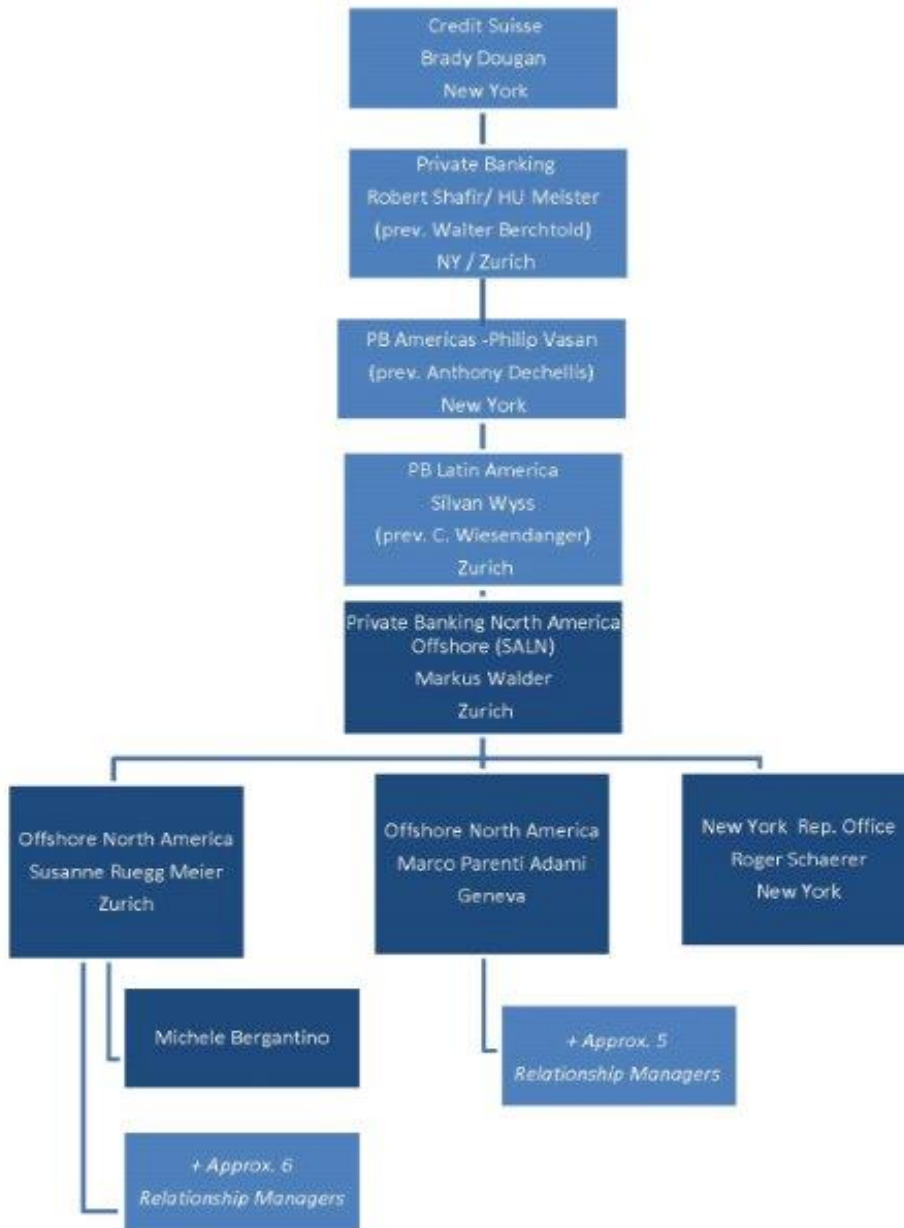 Credit Suisse
Brady Dougan
New York
Private Banking
Robert Shafir/ HU Meister
(prev. Walter Berchtold)
NY / Zurich
PB Americas -Philip Vasan
(prev. Anthony Dechellis)
New York
PB Latin America
Silvan Wyss
(prev. C. Wiesendanger)
Zurich
Private Banking North America
Offshore (SALN)
Markus Walder
Zurich
Offshore North America
Susanne Ruegg Meier
Zurich
Offshore North America
Marco Parenti Adami
Geneva
New York Rep. Office
Roger Schaerer
New York
Michele Bergantino
+ Approx. 5
Relationship Managers
+ Approx. 6
Relationship Managers